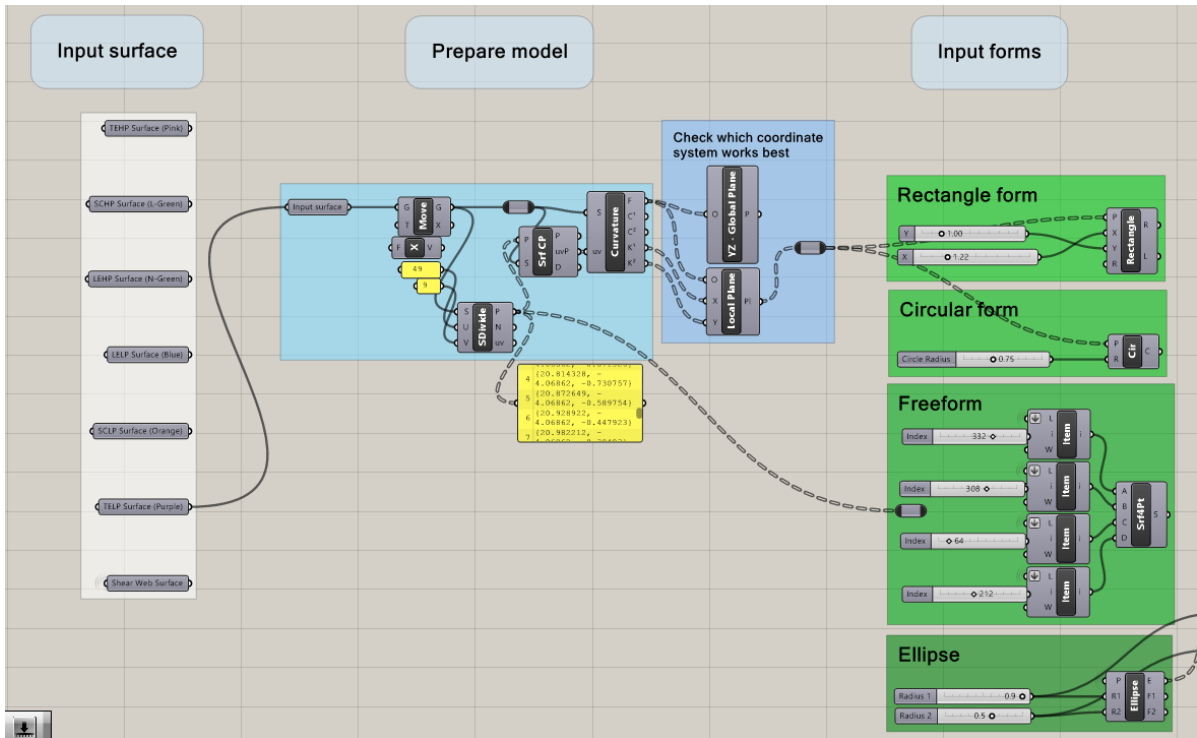 Input surface
Prepare model
Input forms
TEHP Surface (Pink)
SCHP Surface (L-Green)
LEHP Surface (N-Green)
LELP Surface (Blue)
SCLP Surface (Orange)
TELP Surface (Purple)
Shear Web Surface
Input surface
G
T
Move
G
X
F
X
V
49
9
S
U
V
SDivide
P
N
uv
P
S
Srf CP
P
uvP
D
S
uv
Curvature
F
C¹
C²
K¹
K²
4
{20.814328, -
4.06862, -0.730757}
5
{20.872649, -
4.06862, -0.589754}
6
{20.928922, -
4.06862, -0.447923}
7
{20.982212, -
Check which coordinate
system works best
O
YZ - Global Plane
P
O
X
Y
Local Plane
Pl
Rectangle form
Y
1.00
X
1.22
P
X
Y
R
Rectangle
R
L
Circular form
Circle Radius
0.75
P
R
Cir
C
Freeform
Index
332
L
i
W
Item
i
Index
308
L
i
W
Item
i
Index
64
L
i
W
Item
i
Index
212
L
i
W
Item
i
A
B
C
D
Srf4Pt
S
Ellipse
Radius 1
0.9
Radius 2
0.5
P
R1
R2
Ellipse
E
F1
F2